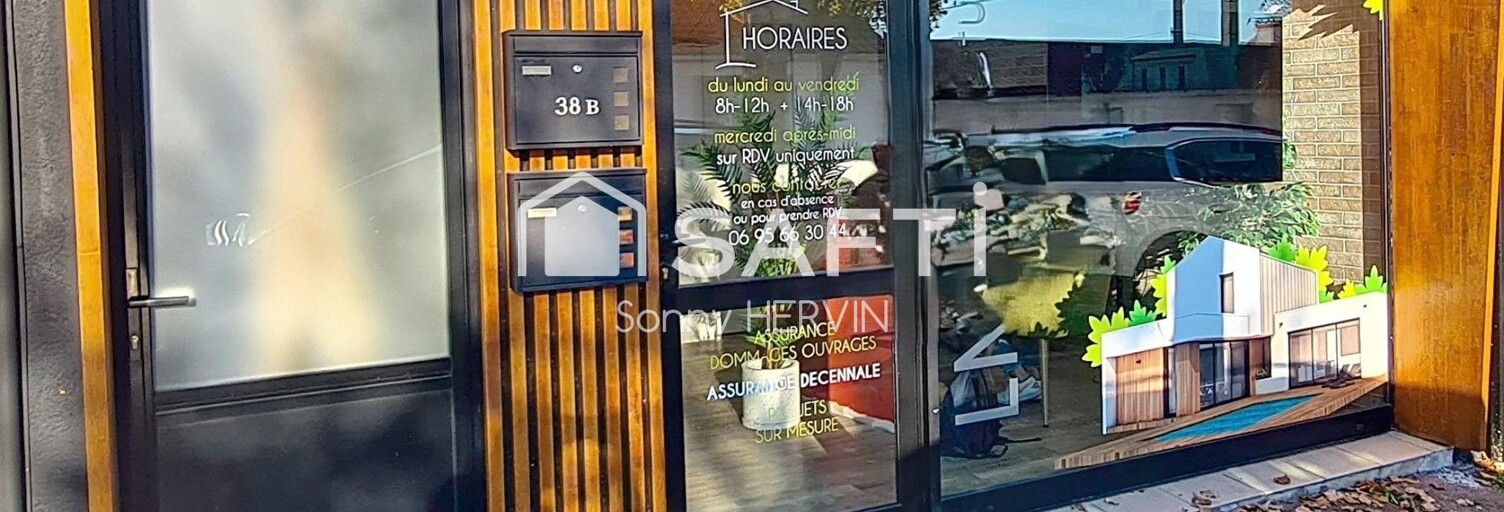 HORAIRES
du lundi au vendredi
8h-12h + 14h-18h
mercredi après-midi
sur RDV uniquement
nous contacter
en cas d'absence
ou pour prendre RDV
06 95 66 30 44
38 B
SAFTI
Sonny HERVIN
ASSURANCE
DOMMAGES OUVRAGES
ASSURANCE DECENNALE
PROJETS
SUR MESURE